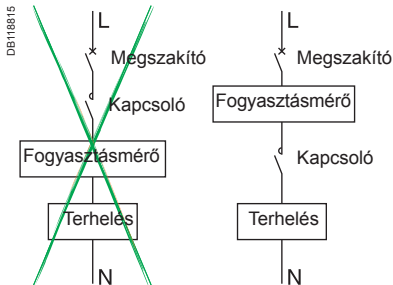 DB118815
L
Megszakító
Kapcsoló
Fogyasztásmérő
Terhelés
N
L
Megszakító
Fogyasztásmérő
Kapcsoló
Terhelés
N